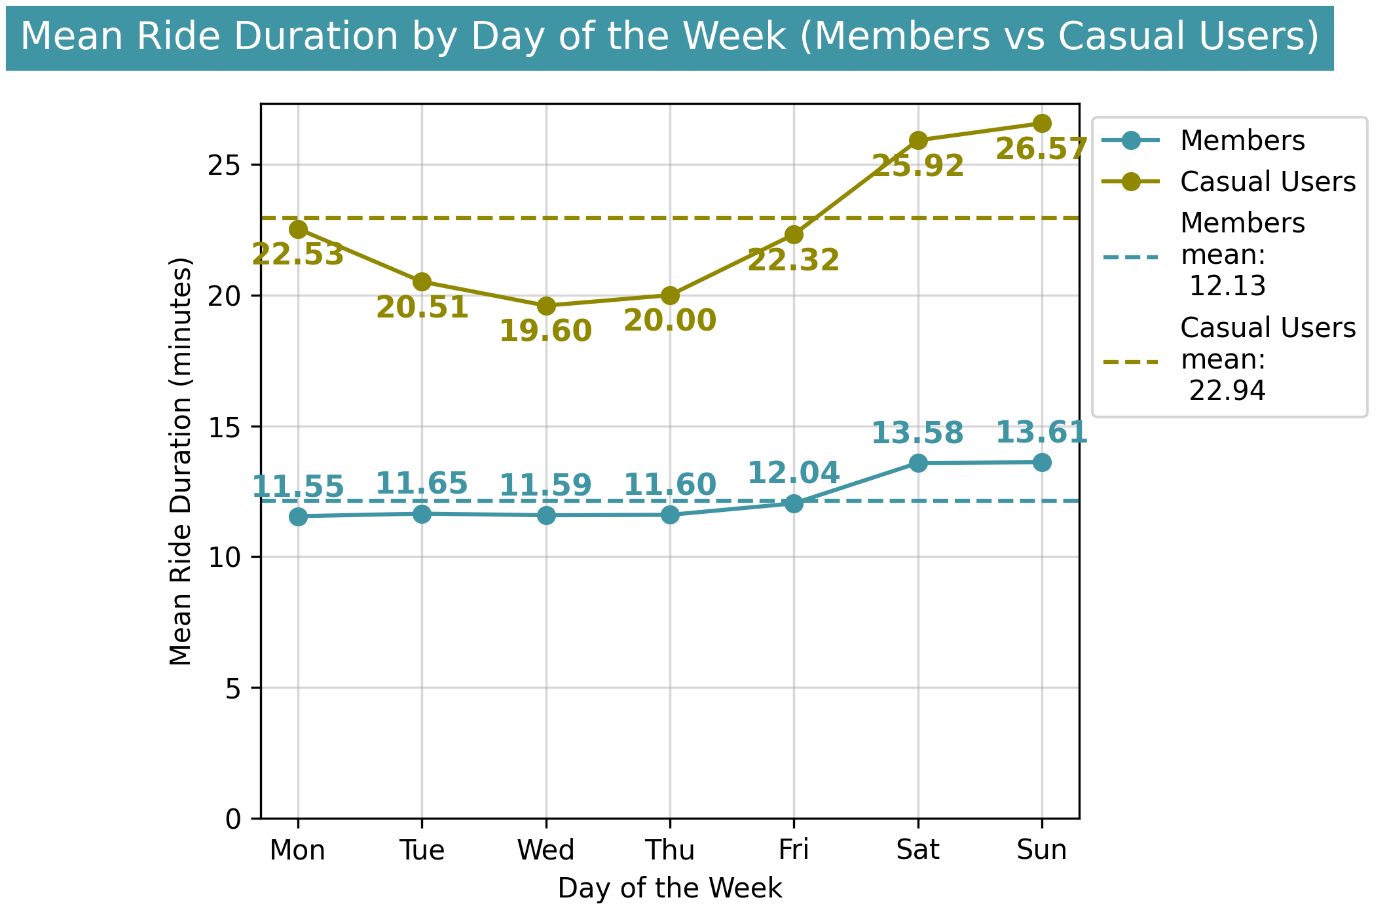 Mean Ride Duration by Day of the Week (Members vs Casual Users)
Mean Ride Duration (minutes)
25
20
15
10
5
0
22.53
20.51
19.60
20.00
22.32
25.92
26.57
11.55
11.65
11.59
11.60
12.04
13.58
13.61
Mon
Tue
Wed
Thu
Fri
Sat
Sun
Day of the Week
Members
Casual Users
Members
mean:
12.13
Casual Users
mean:
22.94